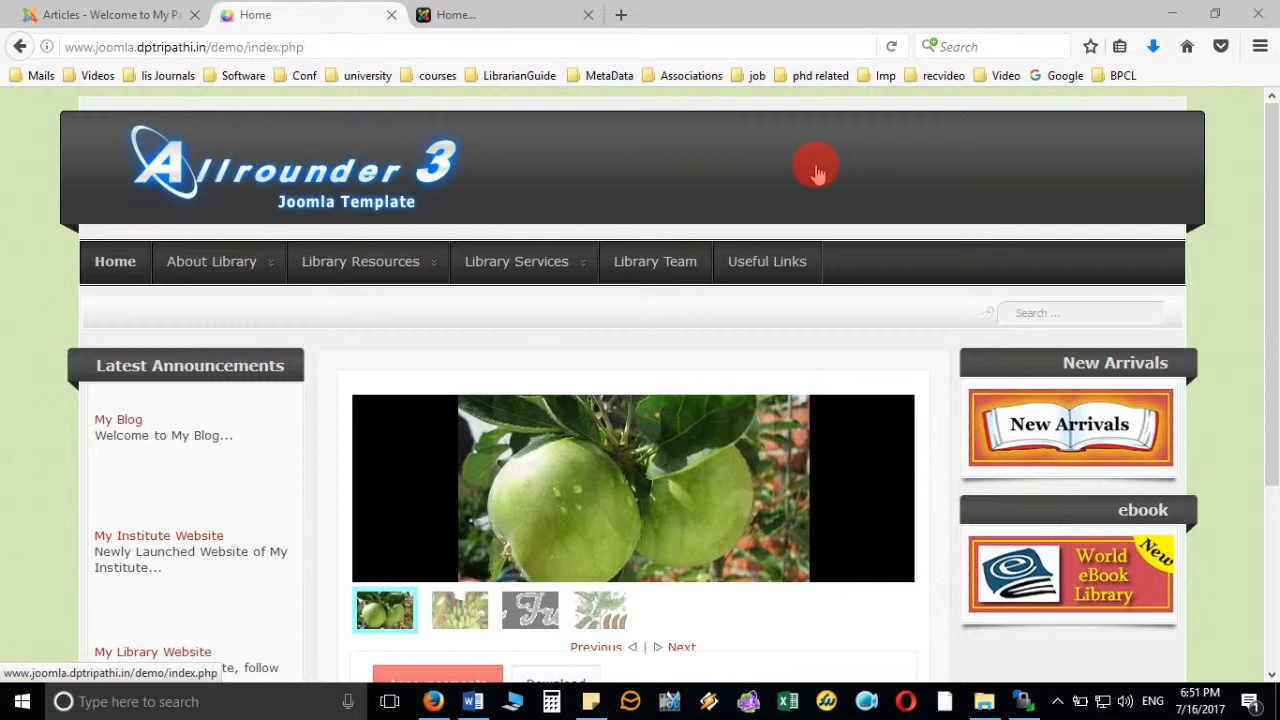 Articles - Welcome to My Pa
Home
Home...
www.joomla.dptripathi.in/demo/index.php
Search
Mails
Videos
lis Journals
Software
Conf
university
courses
LibrarianGuide
MetaData
Associations
job
phd related
Imp
recvideo
Video
Google
BPCL
Allrounder 3
Joomla Template
Home
About Library
Library Resources
Library Services
Library Team
Useful Links
Search ...
Latest Announcements
My Blog
Welcome to My Blog...
My Institute Website
Newly Launched Website of My
Institute...
My Library Website
te, follow
Previous | Next
Announcements
Download
New Arrivals
New Arrivals
ebook
New
World
eBook
Library
www.joomla.dptripathi.in/demo/index.php
Type here to search
ENG
6:51 PM
7/16/2017